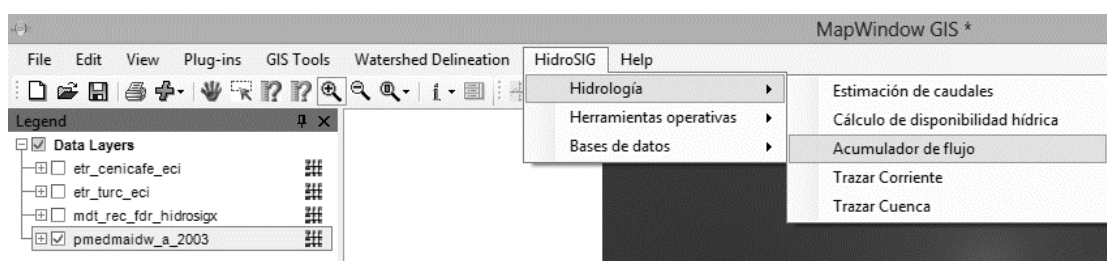 MapWindow GIS *
File Edit View Plug-ins GIS Tools Watershed Delineation HidroSIG Help
Legend
Data Layers
etr_cenicafe_eci
etr_turc_eci
mdt_rec_fdr_hidrosigx
pmedmaidw_a_2003
Hidrología
Herramientas operativas
Bases de datos
Estimación de caudales
Cálculo de disponibilidad hídrica
Acumulador de flujo
Trazar Corriente
Trazar Cuenca